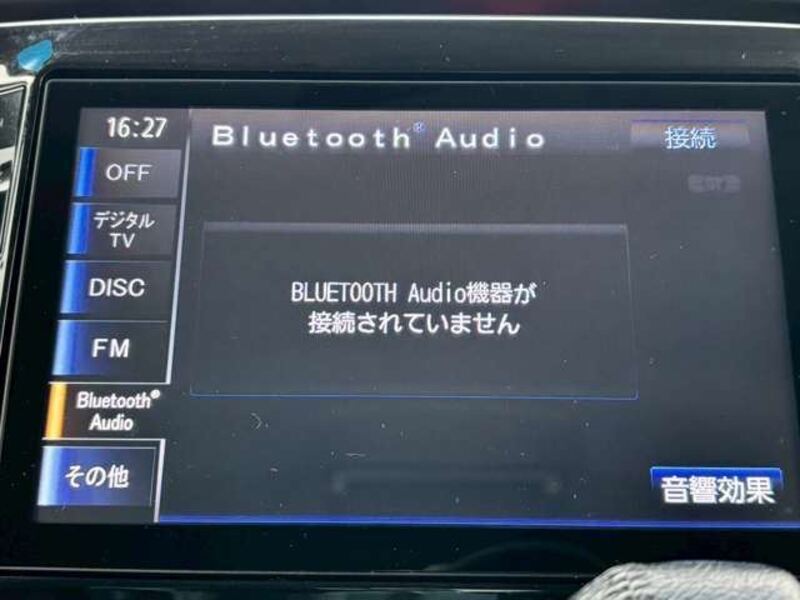 16:27
Bluetooth® Audio
接続
OFF
デジタル
TV
DISC
FM
Bluetooth®
Audio
その他
BLUETOOTH Audio機器が
接続されていません
音響効果